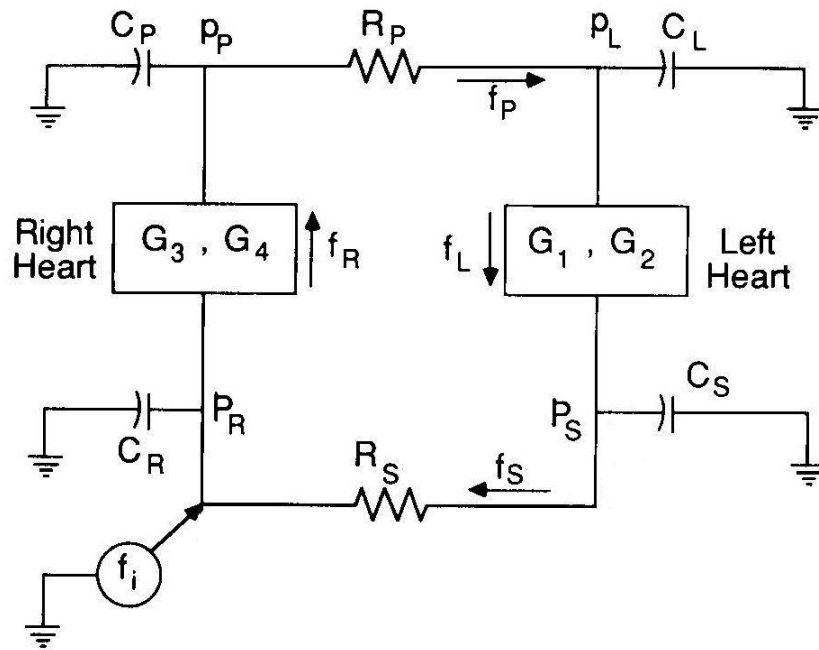 C_P p_P R_P p_L C_L
f_P
Right Heart
G_3 , G_4
f_R
f_L
G_1 , G_2
Left Heart
C_R P_R
R_S
f_S
P_S
C_S
f_i